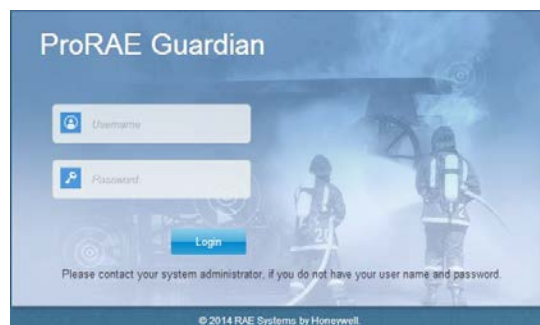 ProRAE Guardian
Username
Password
Login
Please contact your system administrator, if you do not have your user name and password.
© 2014 RAE Systems by Honeywell.